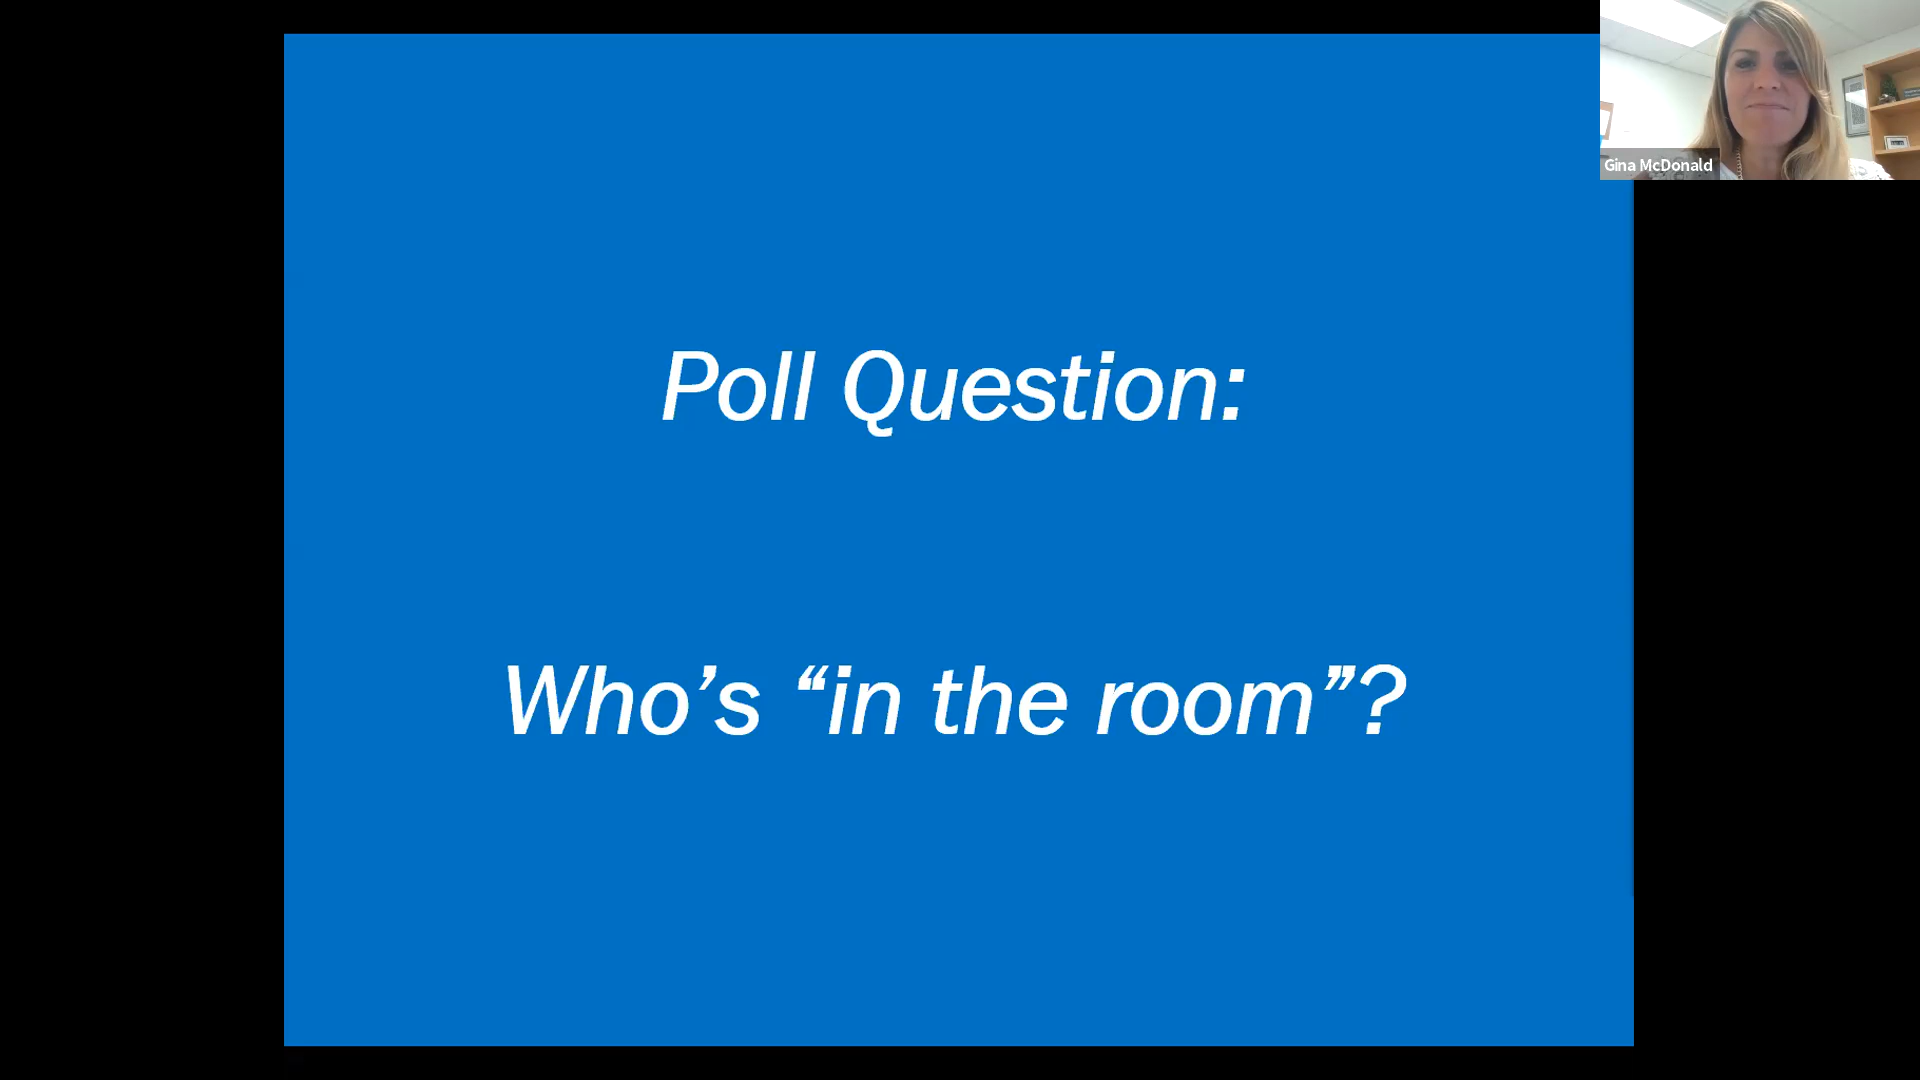 Gina McDonald
Poll Question:
Who’s “in the room”?